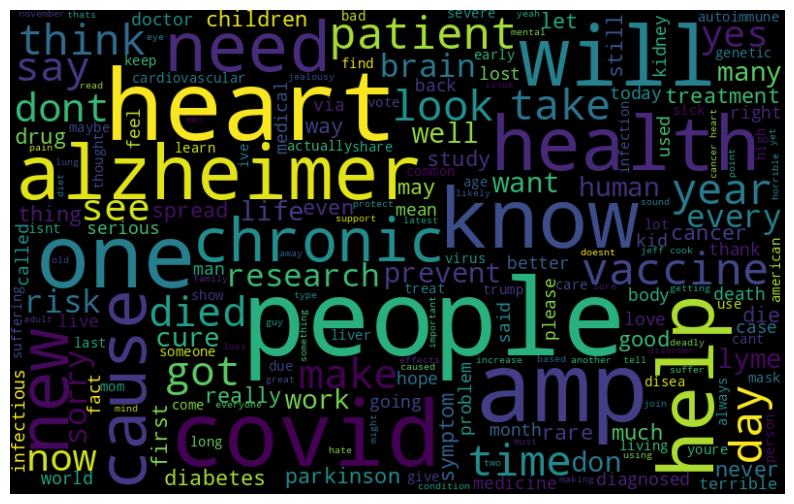 november
thats
think
doctor
children
bad
severe
let
autoimmune
yeah
need
patient
will
yes
say
eye
keep
read
heart
cardiovascular
jealousy
find
brain
early
lost
mental
still
kidney
genetic
many
dont
feel
medical
via
vote
back
issue
look
take
today
treatment
drug
maybe
men
ive
way
actually
share
well
health
used
sick
right
infection
cancer heart
high
pain
lung
thought
learn
study
common
point
horrible
yet
alzheimer
diet
protect
likely
may
want
human
sound
year
see
spread
life
even
mean
age
latest
lot
every
thing
isnt
serious
support
know
kid
cancer
called
one
chronic
man
away
virus
better
doesnt
thank
jeff cook
american
old
research
prevent
vaccine
suffering
adult
family
show
treat
trump
care
sure
getting
risk
died
type
body
death
use
new
live
cause
cure
guy
something
liver
people
important
said
please
love
die
last
someone
loss
good
deadly
case
cant
infectious
sorry
fact
mom
got
due
caused
effects
make
hope
increase
based
another
tell
disorder
help
lyme
suffer
disea
mask
mind
really
great
work
going
problem
amp
join
always
day
person
now
first
come
everyone
covid
symptom
month
rare
much
living
youre
world
long
hate
might
time
two
must
don
using
never
diabetes
parkinson
give
condition
medicine
making
diagnosed
terrible